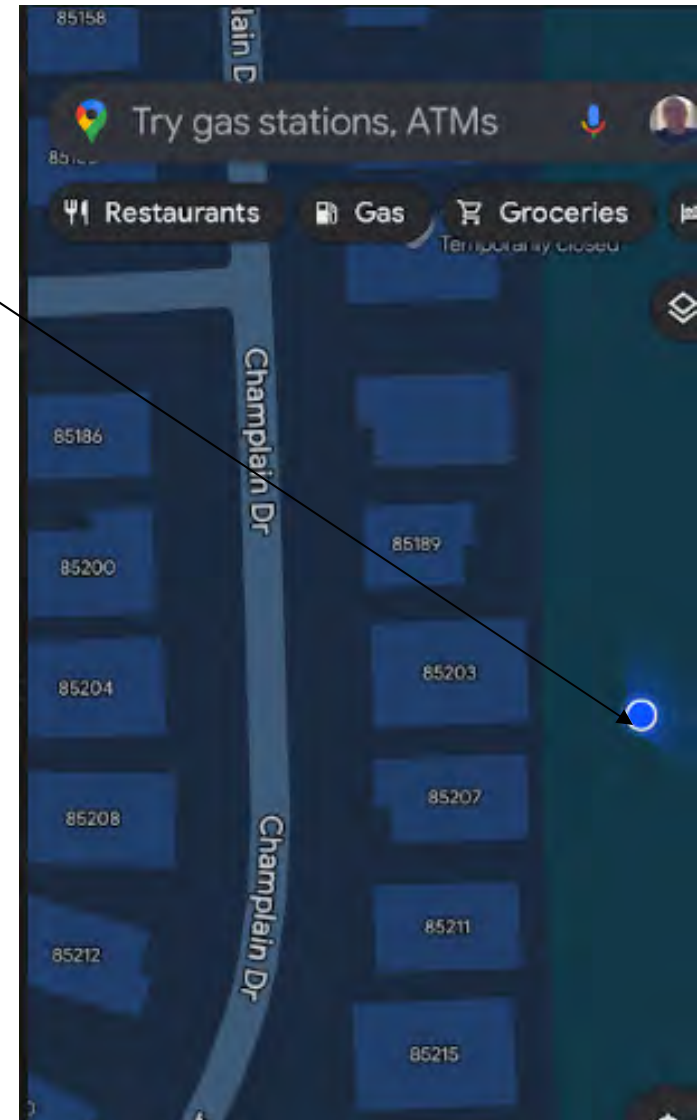 85158
lain D
Try gas stations, ATMs
Restaurants
Gas
Groceries
Temporarily closed
Champlain Dr
85186
85189
85200
85203
85204
85207
85208
Champlain Dr
85211
85212
85215